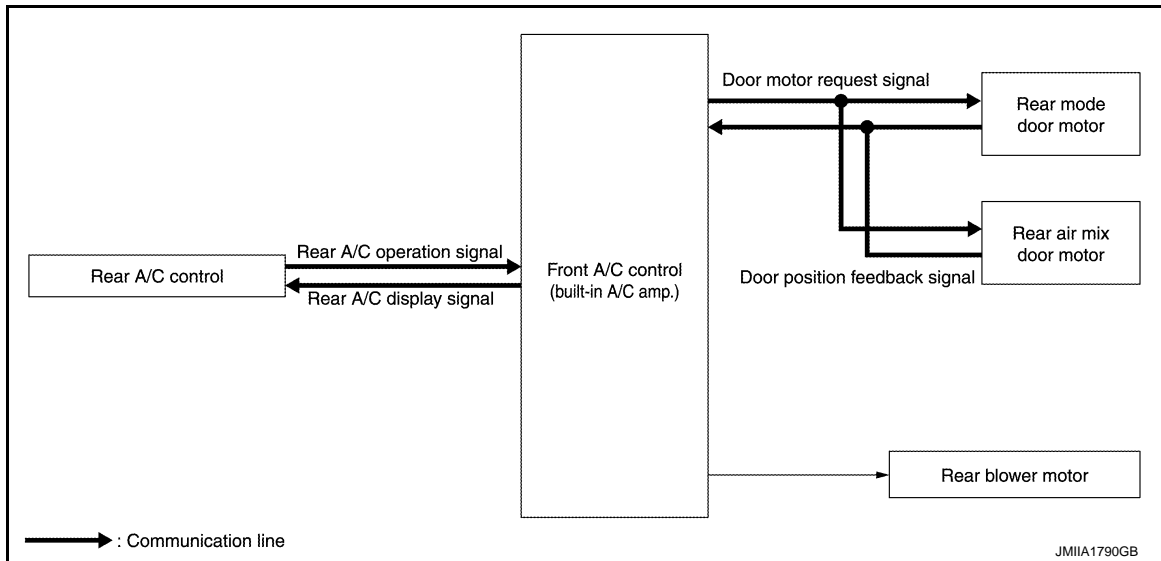 Door motor request signal
Rear mode
door motor
Rear air mix
door motor
Door position feedback signal
Rear A/C operation signal
Rear A/C control
Rear A/C display signal
Front A/C control
(built-in A/C amp.)
Rear blower motor
: Communication line
JMIIA1790GB